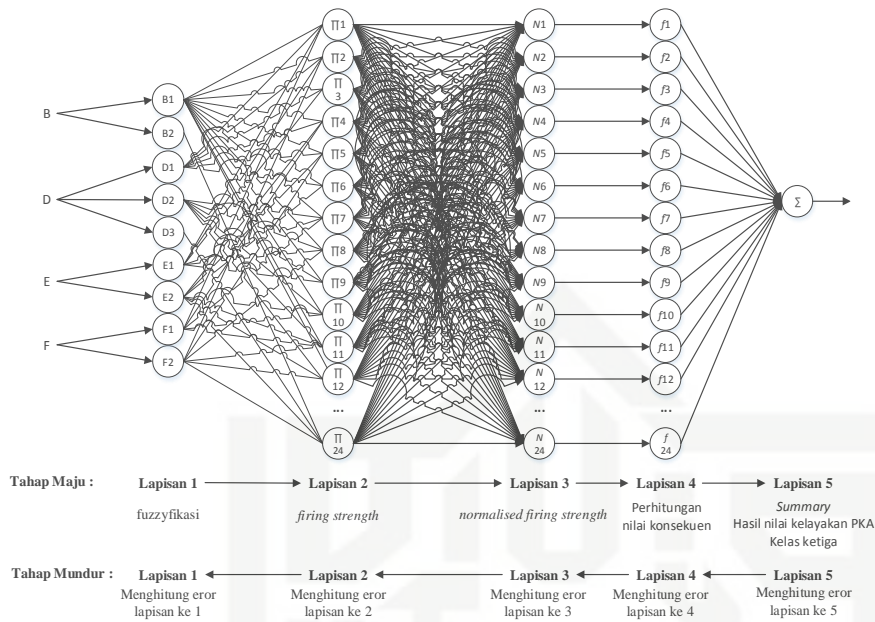 B
D
E
F
B1
B2
D1
D2
D3
E1
E2
F1
F2
∏1
∏2
∏
3
∏4
∏5
∏6
∏7
∏8
∏9
∏
10
∏
11
∏
12
...
∏
24
N1
N2
N3
N4
N5
N6
N7
N8
N9
N
10
N
11
N
12
...
N
24
f1
f2
f3
f4
f5
f6
f7
f8
f9
f10
f11
f12
...
f
24
Σ
Tahap Maju : Lapisan 1 Lapisan 2 Lapisan 3 Lapisan 4 Lapisan 5
fuzzyfikasi
firing strength
normalised firing strength
Perhitungan
nilai konsekuen
Summary
Hasil nilai kelayakan PKA
Kelas ketiga
Tahap Mundur : Lapisan 1 Lapisan 2 Lapisan 3 Lapisan 4 Lapisan 5
Menghitung eror
lapisan ke 1
Menghitung eror
lapisan ke 2
Menghitung eror
lapisan ke 3
Menghitung eror
lapisan ke 4
Menghitung eror
lapisan ke 5